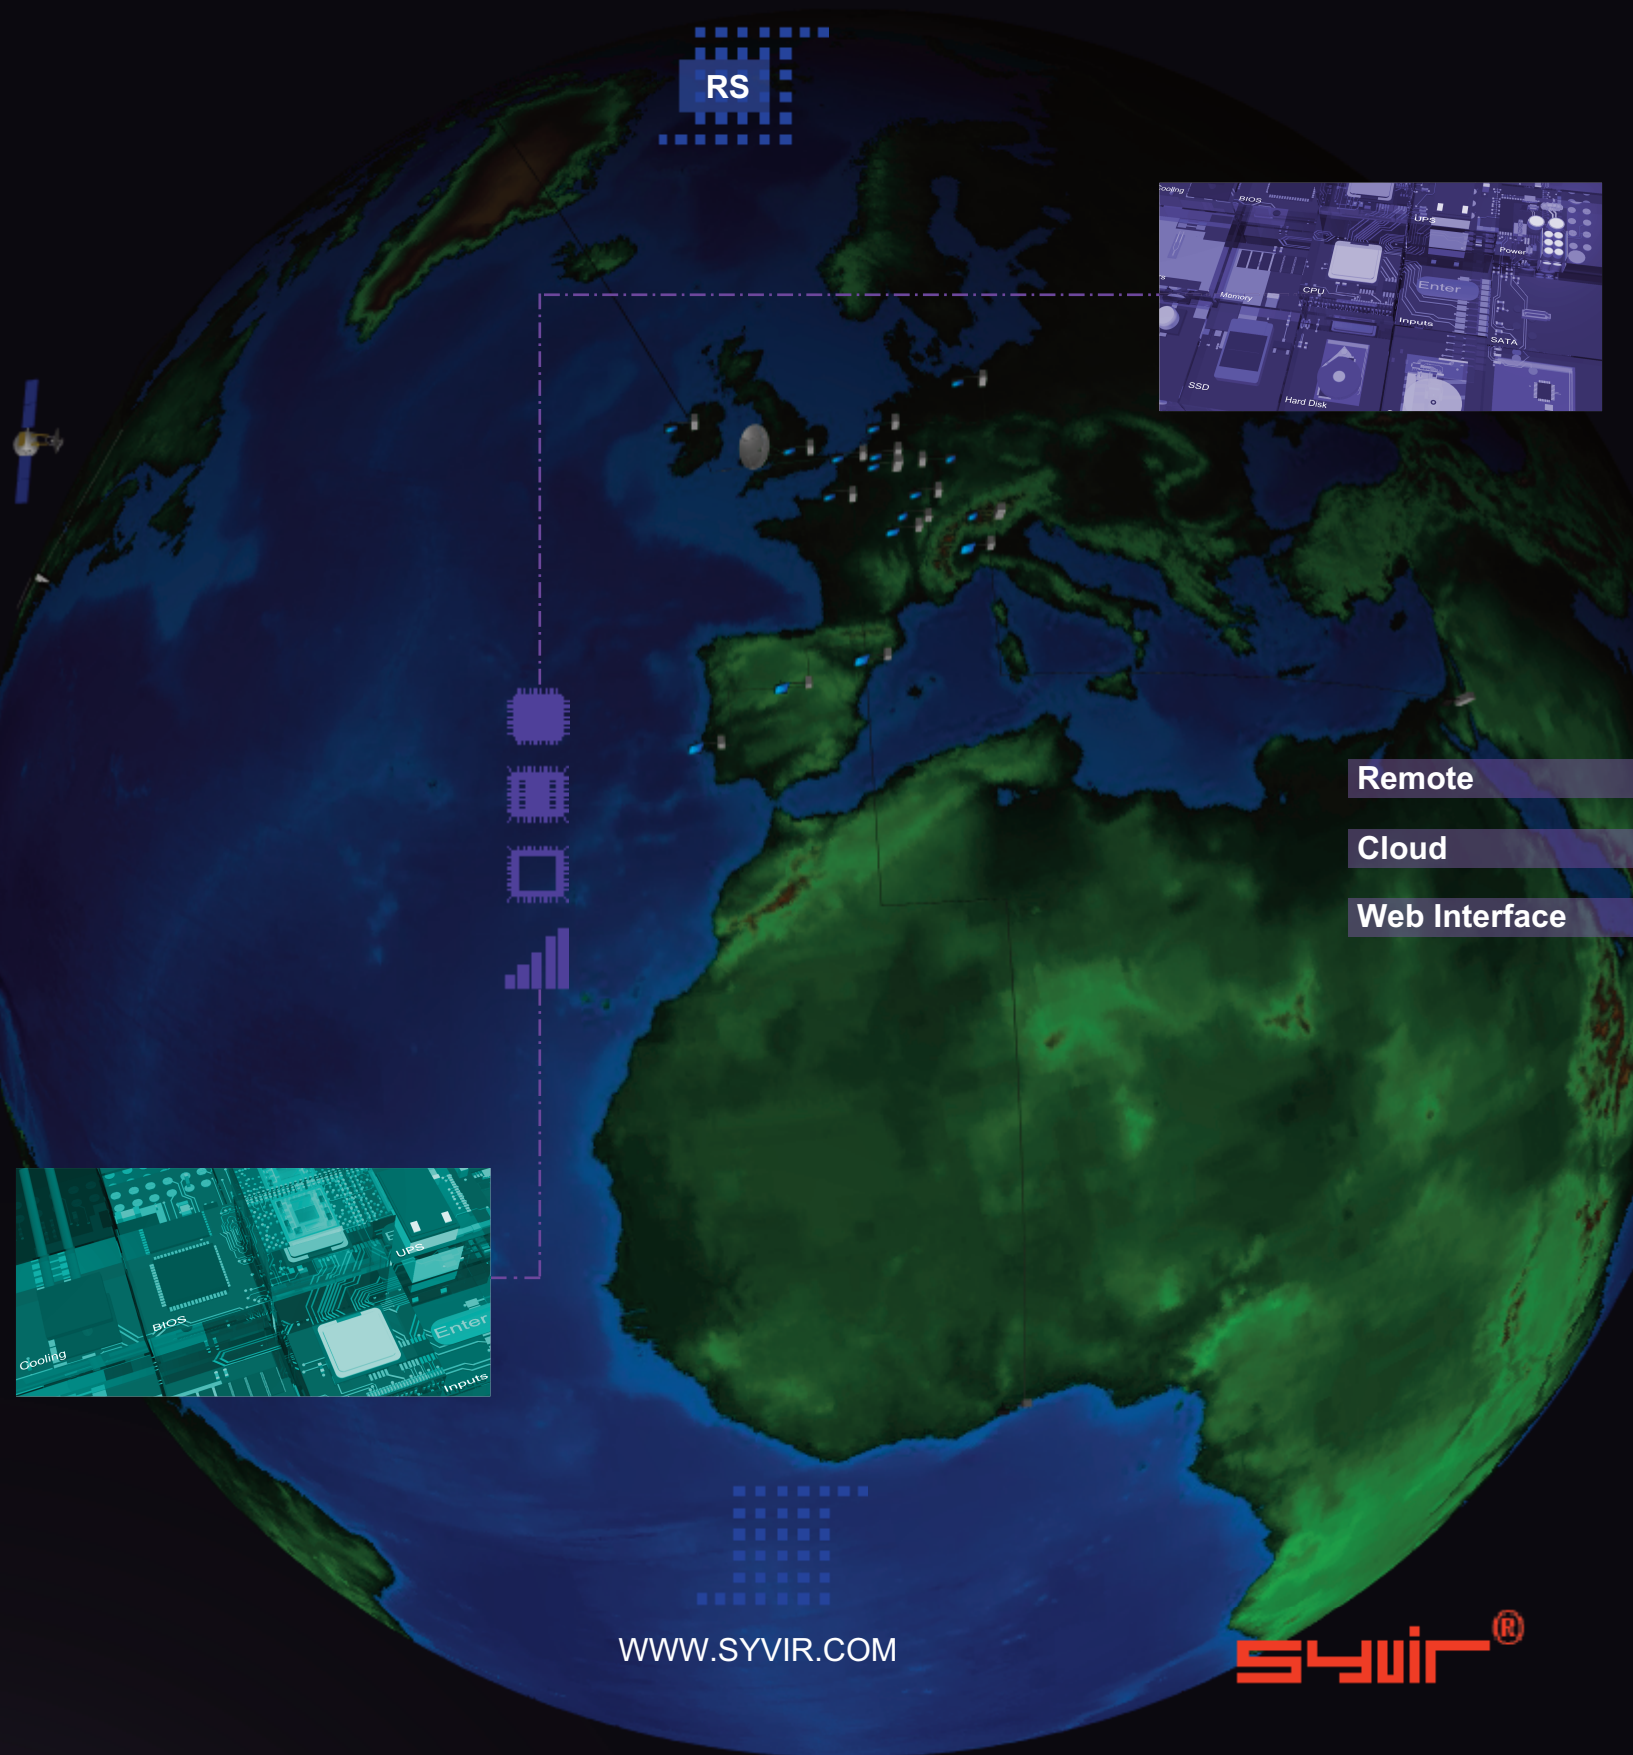 RS
Cooling
BIOS
UPS
Power
Memory
CPU
Enter
Inputs
SATA
SSD
Hard Disk
Remote
Cloud
Web Interface
UPS
BIOS
Enter
Cooling
Inputs
WWW.SYVIR.COM
syvir®